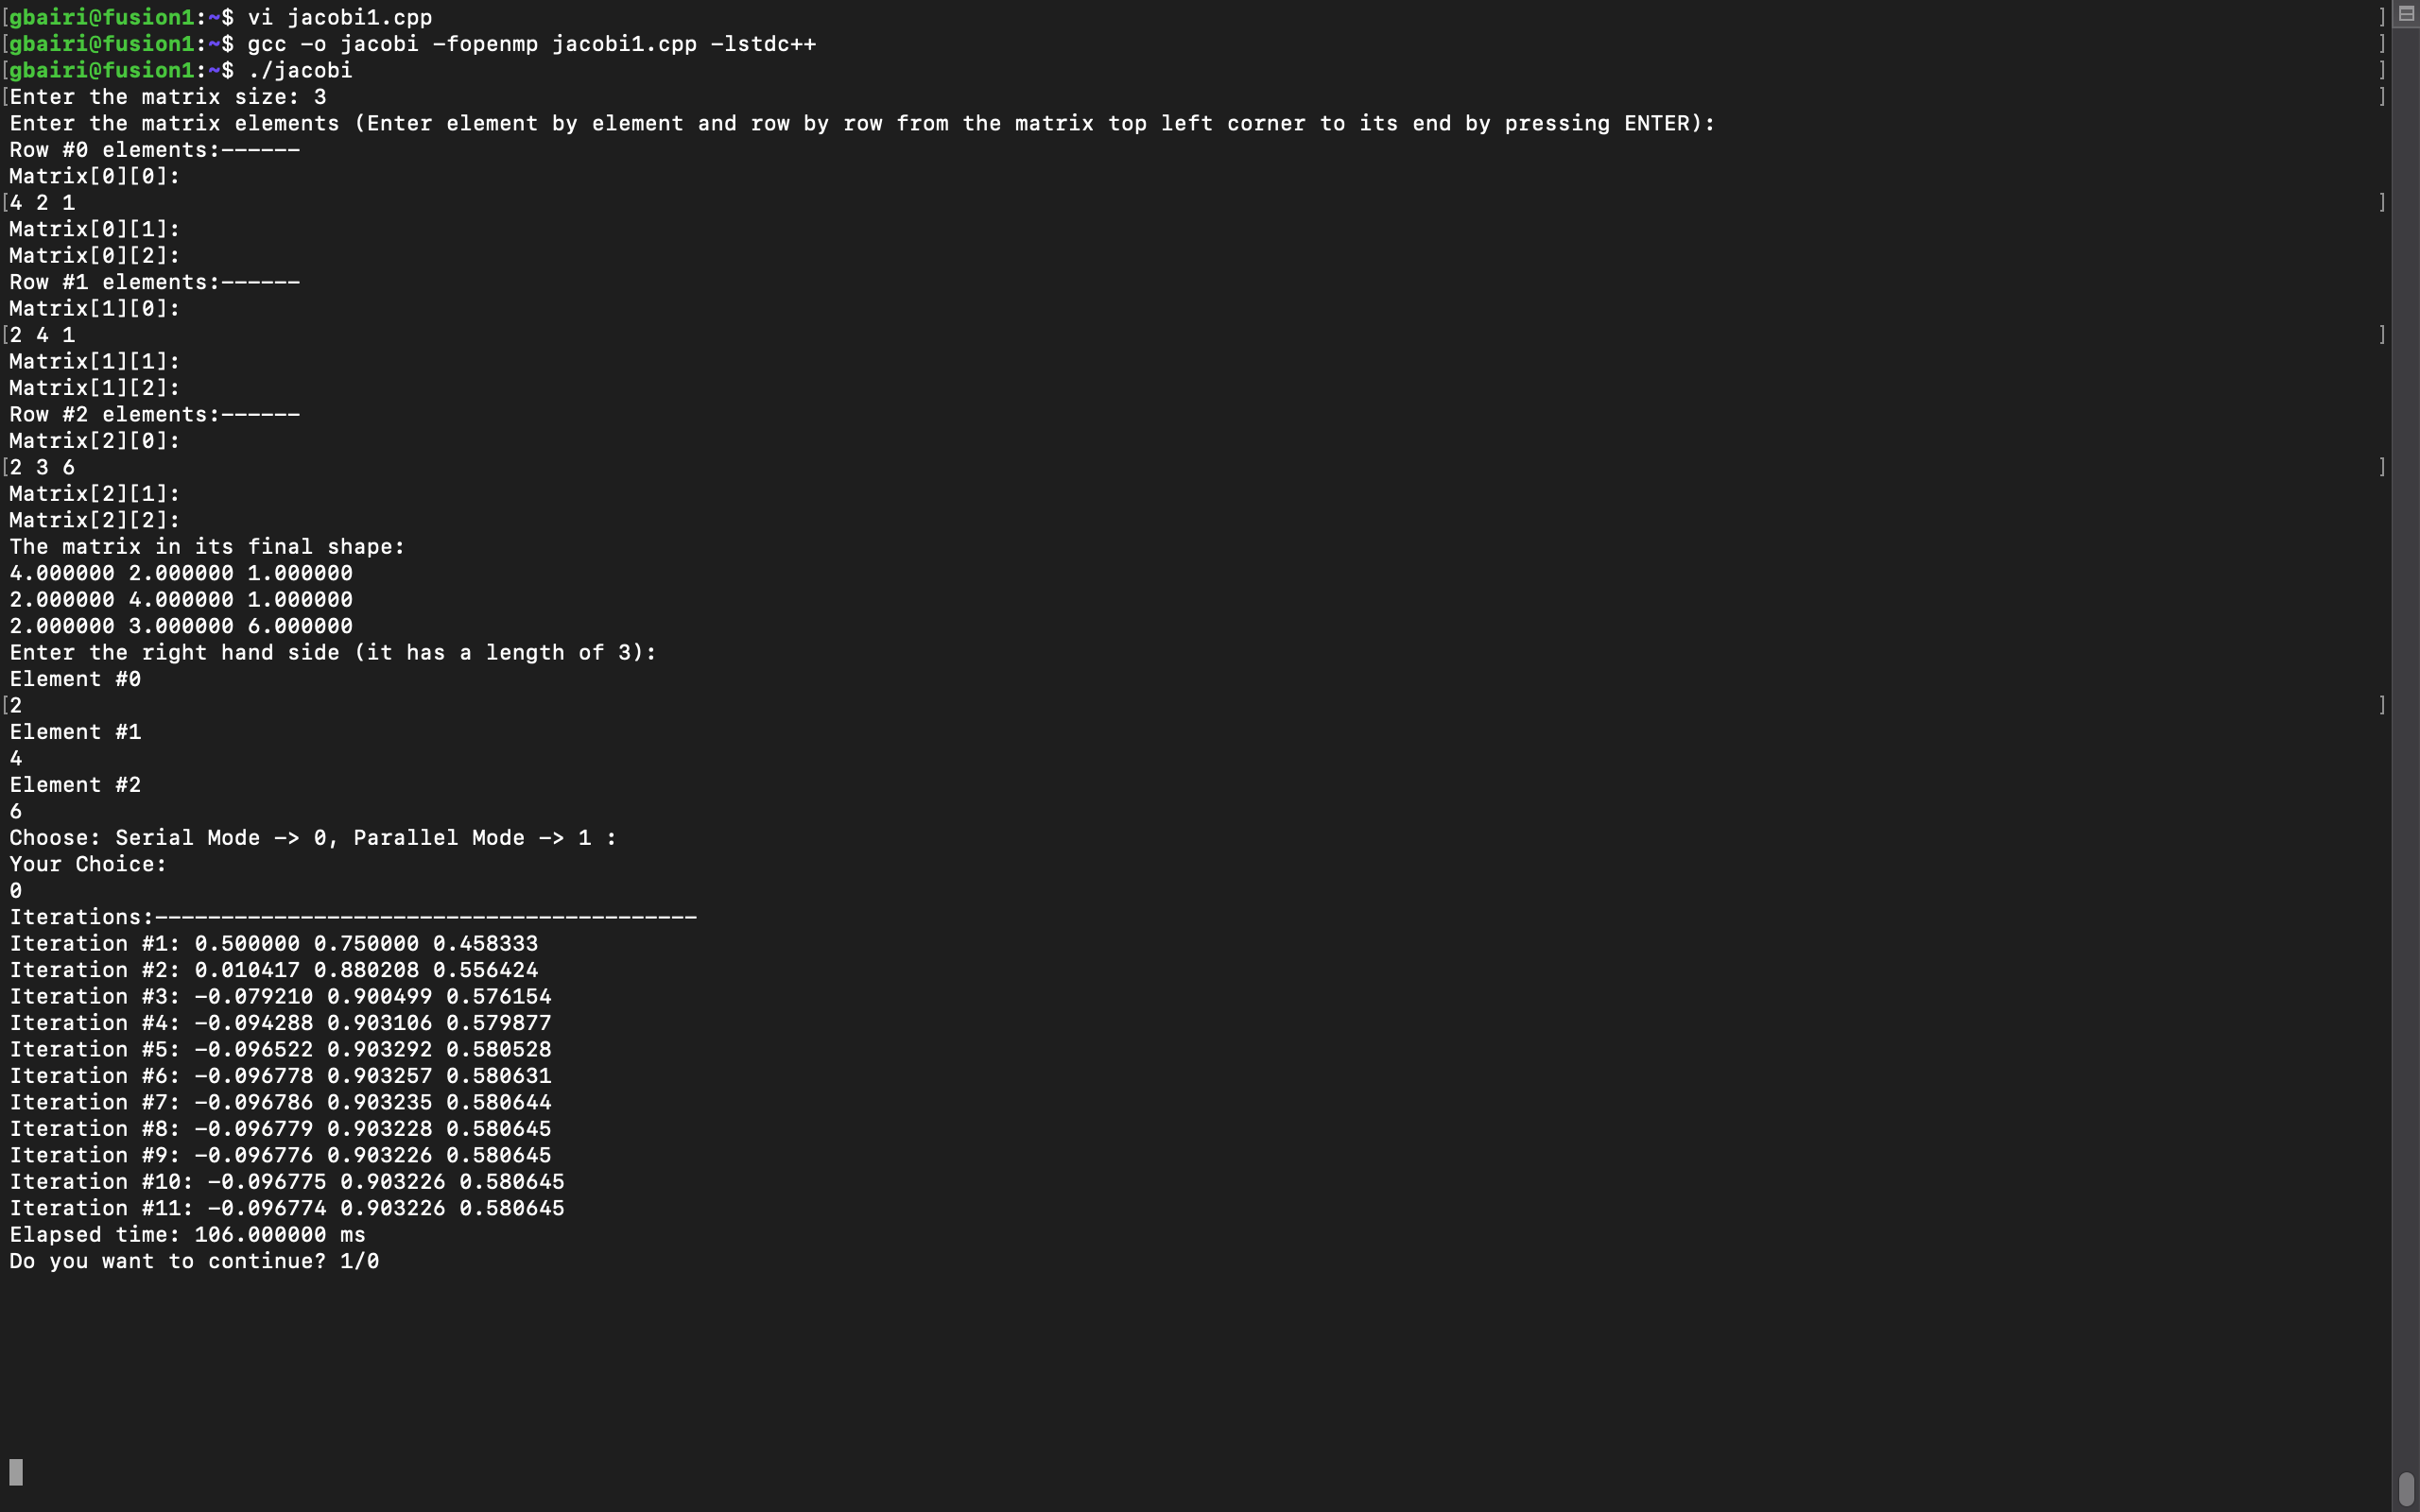 [gbairi@fusion1:~$ vi jacobi1.cpp ]
[gbairi@fusion1:~$ gcc -o jacobi -fopenmp jacobi1.cpp -lstdc++ ]
[gbairi@fusion1:~$ ./jacobi ]
[Enter the matrix size: 3 ]
Enter the matrix elements (Enter element by element and row by row from the matrix top left corner to its end by pressing ENTER):
Row #0 elements:------
Matrix[0][0]:
[4 2 1 ]
Matrix[0][1]:
Matrix[0][2]:
Row #1 elements:------
Matrix[1][0]:
[2 4 1 ]
Matrix[1][1]:
Matrix[1][2]:
Row #2 elements:------
Matrix[2][0]:
[2 3 6 ]
Matrix[2][1]:
Matrix[2][2]:
The matrix in its final shape:
4.000000 2.000000 1.000000
2.000000 4.000000 1.000000
2.000000 3.000000 6.000000
Enter the right hand side (it has a length of 3):
Element #0
[2 ]
Element #1
4
Element #2
6
Choose: Serial Mode -> 0, Parallel Mode -> 1 :
Your Choice:
0
Iterations:-----------------------------------------
Iteration #1: 0.500000 0.750000 0.458333
Iteration #2: 0.010417 0.880208 0.556424
Iteration #3: -0.079210 0.900499 0.576154
Iteration #4: -0.094288 0.903106 0.579877
Iteration #5: -0.096522 0.903292 0.580528
Iteration #6: -0.096778 0.903257 0.580631
Iteration #7: -0.096786 0.903235 0.580644
Iteration #8: -0.096779 0.903228 0.580645
Iteration #9: -0.096776 0.903226 0.580645
Iteration #10: -0.096775 0.903226 0.580645
Iteration #11: -0.096774 0.903226 0.580645
Elapsed time: 106.000000 ms
Do you want to continue? 1/0